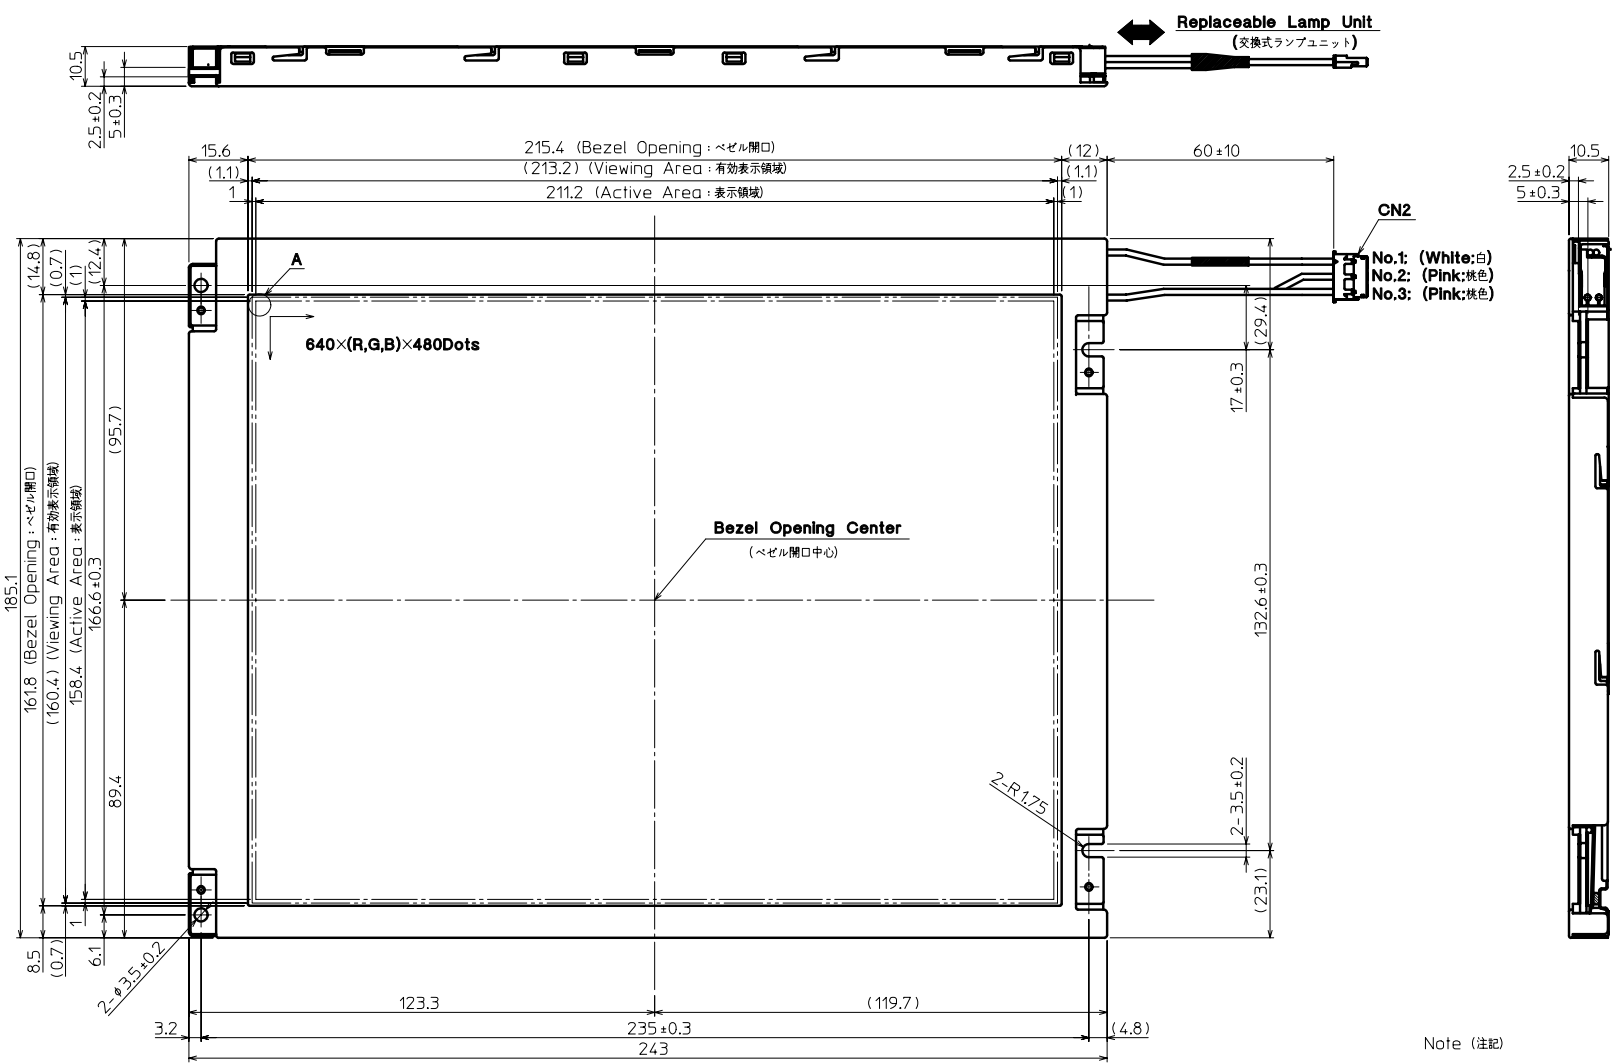 Replaceable Lamp Unit
(交換式ランプユニット)
10.5
2.5±0.2
5±0.3
15.6
215.4 (Bezel Opening : ベゼル開口)
(12)
60±10
10.5
(1.1)
(213.2) (Viewing Area : 有効表示領域)
(1.1)
2.5±0.2
1
211.2 (Active Area : 表示領域)
(1)
5±0.3
CN2
No.1: (White:白)
No.2: (Pink:桃色)
No.3: (Pink:桃色)
(14.8)
(0.7)
(1)
(12.4)
A
640×(R,G,B)×480Dots
(29.4)
17±0.3
(95.7)
185.1
161.8 (Bezel Opening : ベゼル開口)
(160.4) (Viewing Area : 有効表示領域)
158.4 (Active Area : 表示領域)
166.6±0.3
Bezel Opening Center
(ベゼル開口中心)
132.6±0.3
89.4
2-R1.75
2-3.5±0.2
(23.1)
8.5
(0.7)
1
6.1
2-φ3.5±0.2
123.3
(119.7)
3.2
235±0.3
(4.8)
243
Note (注記)